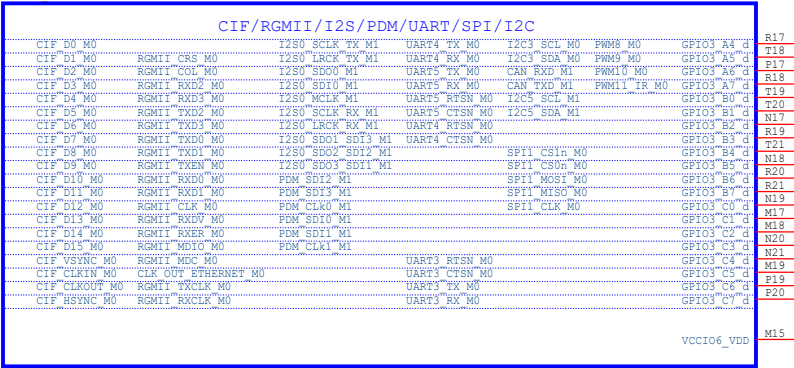 CIF/RGMII/I2S/PDM/UART/SPI/I2C
CIF_D0_M0 I2S0_SCLK_TX_M1 UART4_TX_M0 I2C3_SCL_M0 PWM8_M0 GPIO3_A4_d R17
CIF_D1_M0 RGMII_CRS_M0 I2S0_LRCK_TX_M1 UART4_RX_M0 I2C3_SDA_M0 PWM9_M0 GPIO3_A5_d T18
CIF_D2_M0 RGMII_COL_M0 I2S0_SDO0_M1 UART5_TX_M0 CAN_RXD_M1 PWM10_M0 GPIO3_A6_d P17
CIF_D3_M0 RGMII_RXD2_M0 I2S0_SDI0_M1 UART5_RX_M0 CAN_TXD_M1 PWM11_IR_M0 GPIO3_A7_d R18
CIF_D4_M0 RGMII_RXD3_M0 I2S0_MCLK_M1 UART5_RTSN_M0 I2C5_SCL_M1 GPIO3_B0_d T19
CIF_D5_M0 RGMII_TXD2_M0 I2S0_SCLK_RX_M1 UART5_CTSN_M0 I2C5_SDA_M1 GPIO3_B1_d T20
CIF_D6_M0 RGMII_TXD3_M0 I2S0_LRCK_RX_M1 UART4_RTSN_M0 GPIO3_B2_d N17
CIF_D7_M0 RGMII_TXD0_M0 I2S0_SDO1_SDI3_M1 UART4_CTSN_M0 GPIO3_B3_d R19
CIF_D8_M0 RGMII_TXD1_M0 I2S0_SDO2_SDI2_M1 SPI1_CS1n_M0 GPIO3_B4_d T21
CIF_D9_M0 RGMII_TXEN_M0 I2S0_SDO3_SDI1_M1 SPI1_CS0n_M0 GPIO3_B5_d N18
CIF_D10_M0 RGMII_RXD0_M0 PDM_SDI2_M1 SPI1_MOSI_M0 GPIO3_B6_d R20
CIF_D11_M0 RGMII_RXD1_M0 PDM_SDI3_M1 SPI1_MISO_M0 GPIO3_B7_d R21
CIF_D12_M0 RGMII_CLK_M0 PDM_CLk0_M1 SPI1_CLK_M0 GPIO3_C0_d N19
CIF_D13_M0 RGMII_RXDV_M0 PDM_SDI0_M1 GPIO3_C1_d M17
CIF_D14_M0 RGMII_RXER_M0 PDM_SDI1_M1 GPIO3_C2_d M18
CIF_D15_M0 RGMII_MDIO_M0 PDM_CLk1_M1 GPIO3_C3_d N20
CIF_VSYNC_M0 RGMII_MDC_M0 UART3_RTSN_M0 GPIO3_C4_d N21
CIF_CLKIN_M0 CLK_OUT_ETHERNET_M0 UART3_CTSN_M0 GPIO3_C5_d M19
CIF_CLKOUT_M0 RGMII_TXCLK_M0 UART3_TX_M0 GPIO3_C6_d P19
CIF_HSYNC_M0 RGMII_RXCLK_M0 UART3_RX_M0 GPIO3_C7_d P20
VCCIO6_VDD M15